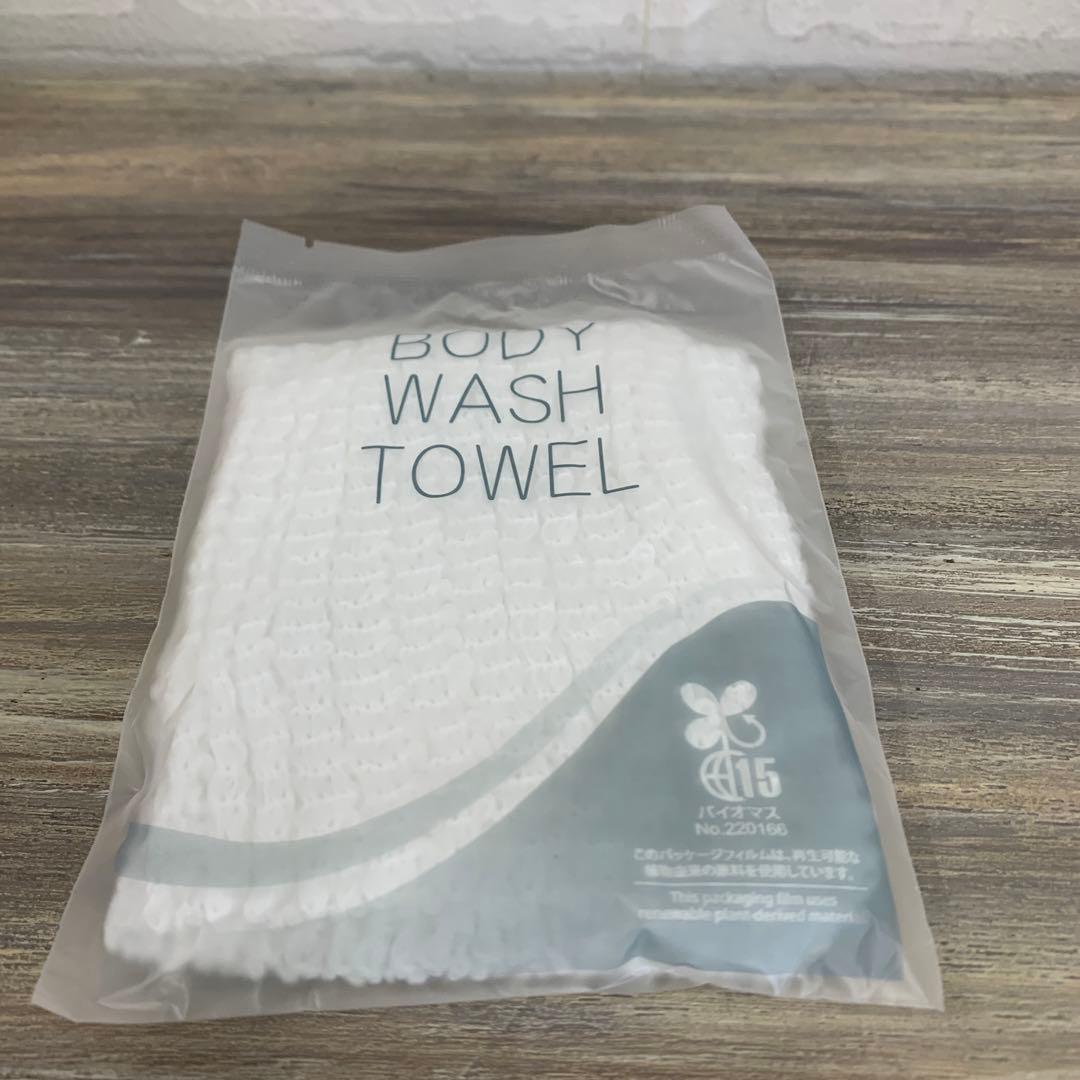 BODY
WASH
TOWEL
15
バイオマス
No.220166
このパッケージフィルムは、再生可能な
植物由来の原料を使用しています。
This packaging film uses
renewable plant-derived material